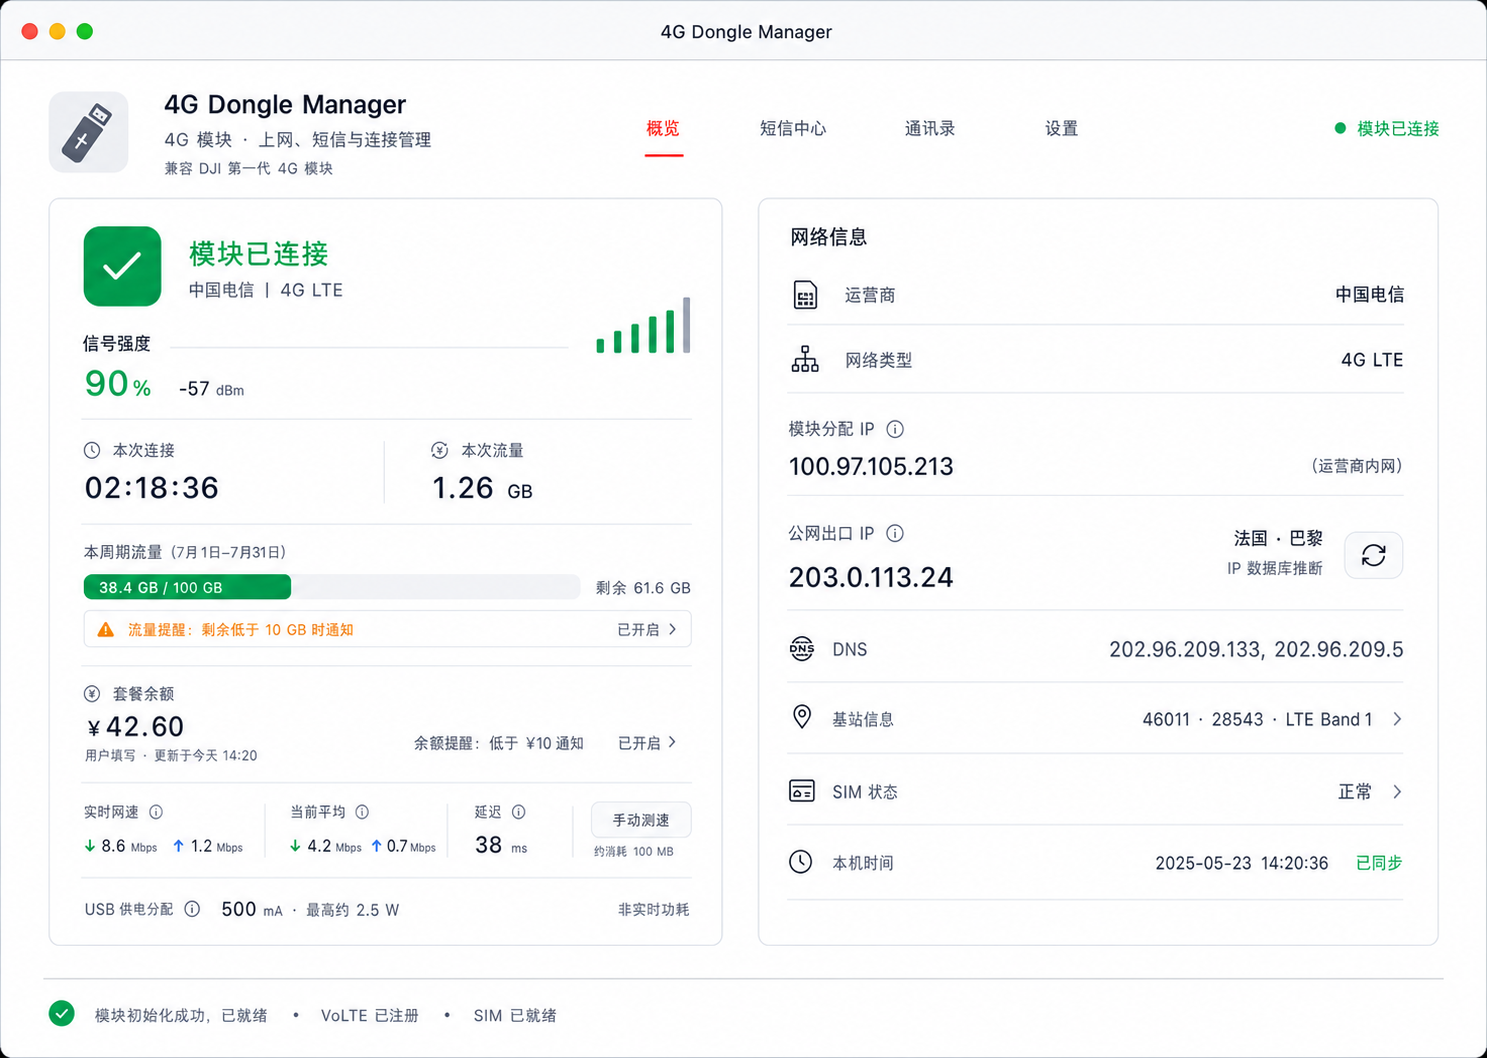 4G Dongle Manager
4G Dongle Manager
4G 模块 · 上网、短信与连接管理
兼容 DJI 第一代 4G 模块
概览
短信中心
通讯录
设置
模块已连接
模块已连接
中国电信 | 4G LTE
信号强度
90% -57 dBm
本次连接
02:18:36
本次流量
1.26 GB
本周期流量 (7月1日–7月31日)
38.4 GB / 100 GB
剩余 61.6 GB
流量提醒：剩余低于 10 GB 时通知
已开启
套餐余额
¥42.60
用户填写 · 更新于今天 14:20
余额提醒：低于 ¥10 通知
已开启
实时网速
↓ 8.6 Mbps ↑ 1.2 Mbps
当前平均
↓ 4.2 Mbps ↑ 0.7 Mbps
延迟
38 ms
手动测速
约消耗 100 MB
USB 供电分配 500 mA · 最高约 2.5 W
非实时功耗
网络信息
运营商
中国电信
网络类型
4G LTE
模块分配 IP
100.97.105.213
(运营商内网)
公网出口 IP
203.0.113.24
法国 · 巴黎
IP 数据库推断
DNS
DNS
202.96.209.133, 202.96.209.5
基站信息
46011 · 28543 · LTE Band 1
SIM 状态
正常
本机时间
2025-05-23 14:20:36 已同步
模块初始化成功，已就绪 • VoLTE 已注册 • SIM 已就绪